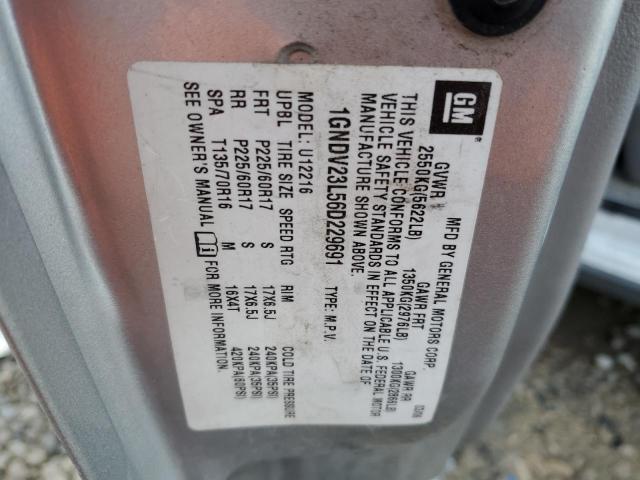 GM
MFD BY GENERAL MOTORS CORP
GVWR GAWR FRT GAWR RR
2550KG(5622LB) 1350KG(2976LB) 1300KG(2866LB)
THIS VEHICLE CONFORMS TO ALL APPLICABLE U.S. FEDERAL MOTOR
VEHICLE SAFETY STANDARDS IN EFFECT ON THE DATE OF
MANUFACTURE SHOWN ABOVE.
1GNDV23L56D229691 TYPE: M.P.V.
MODEL: U12216
UPBL TIRE SIZE SPEED RTG RIM COLD TIRE PRESSURE
FRT P225/60R17 S 17X6.5J 240KPA(35PSI)
RR P225/60R17 S 17X6.5J 240KPA(35PSI)
SPA T135/70R16 M 16X4T 420KPA(60PSI)
SEE OWNER'S MANUAL FOR MORE INFORMATION.